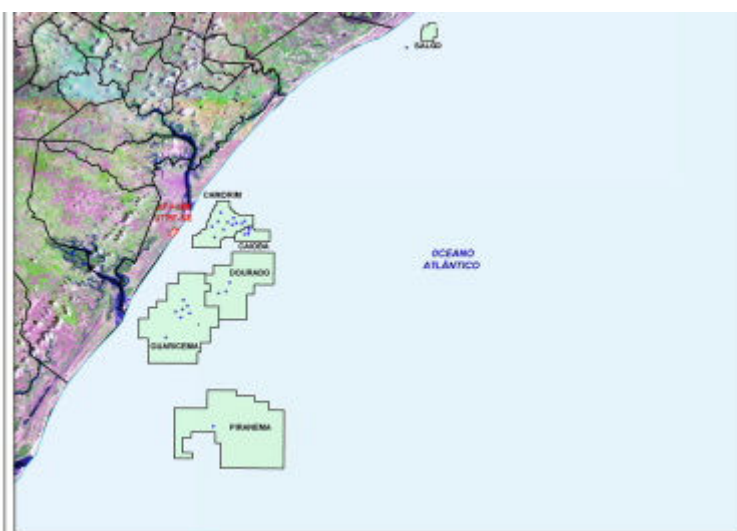 SALGO
CAMORIM
CAIOBA
DOURADO
OCEANO
ATLÂNTICO
GUARICEMA
PIRANEMA